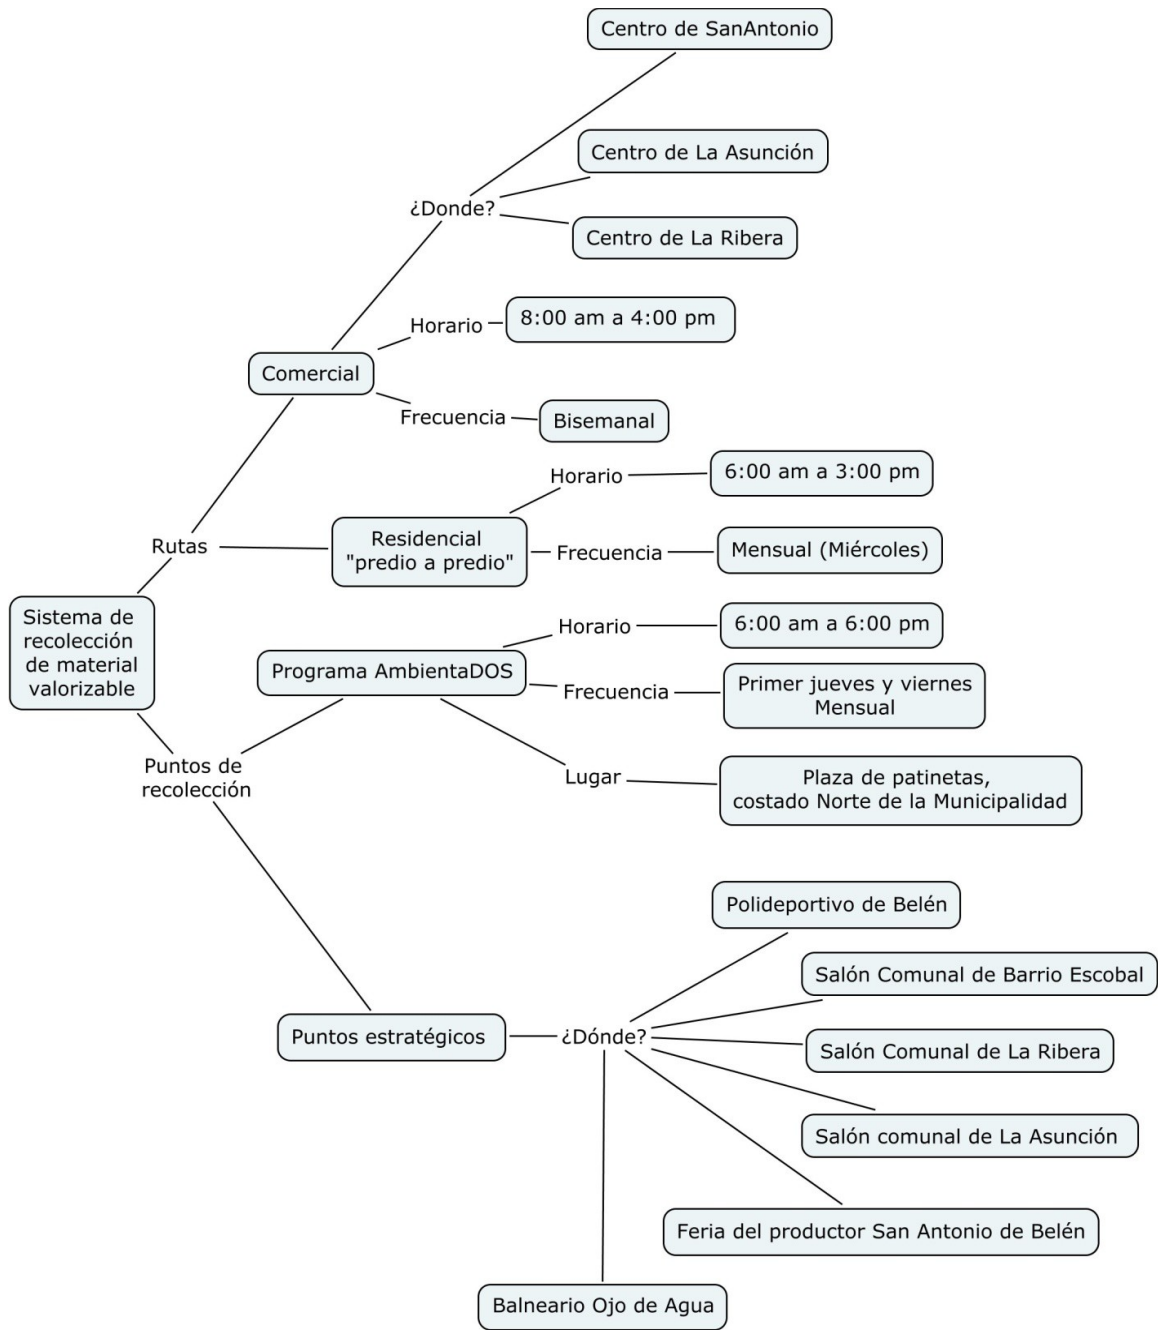 Centro de SanAntonio
Centro de La Asunción
¿Donde?
Centro de La Ribera
Horario
8:00 am a 4:00 pm
Comercial
Frecuencia
Bisemanal
Horario
6:00 am a 3:00 pm
Rutas
Residencial
"predio a predio"
Frecuencia
Mensual (Miércoles)
Sistema de
recolección
de material
valorizable
Horario
6:00 am a 6:00 pm
Programa AmbientaDOS
Frecuencia
Primer jueves y viernes
Mensual
Puntos de
recolección
Lugar
Plaza de patinetas,
costado Norte de la Municipalidad
Polideportivo de Belén
Salón Comunal de Barrio Escobal
Puntos estratégicos
¿Dónde?
Salón Comunal de La Ribera
Salón comunal de La Asunción
Feria del productor San Antonio de Belén
Balneario Ojo de Agua